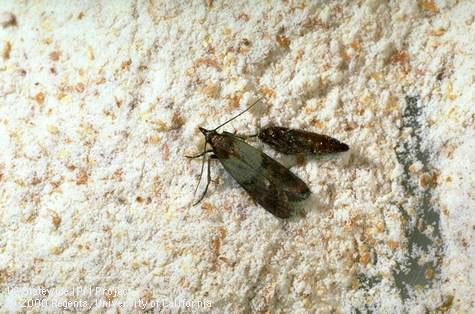 UC Statewide IPM Project
© 2000 Regents, University of California